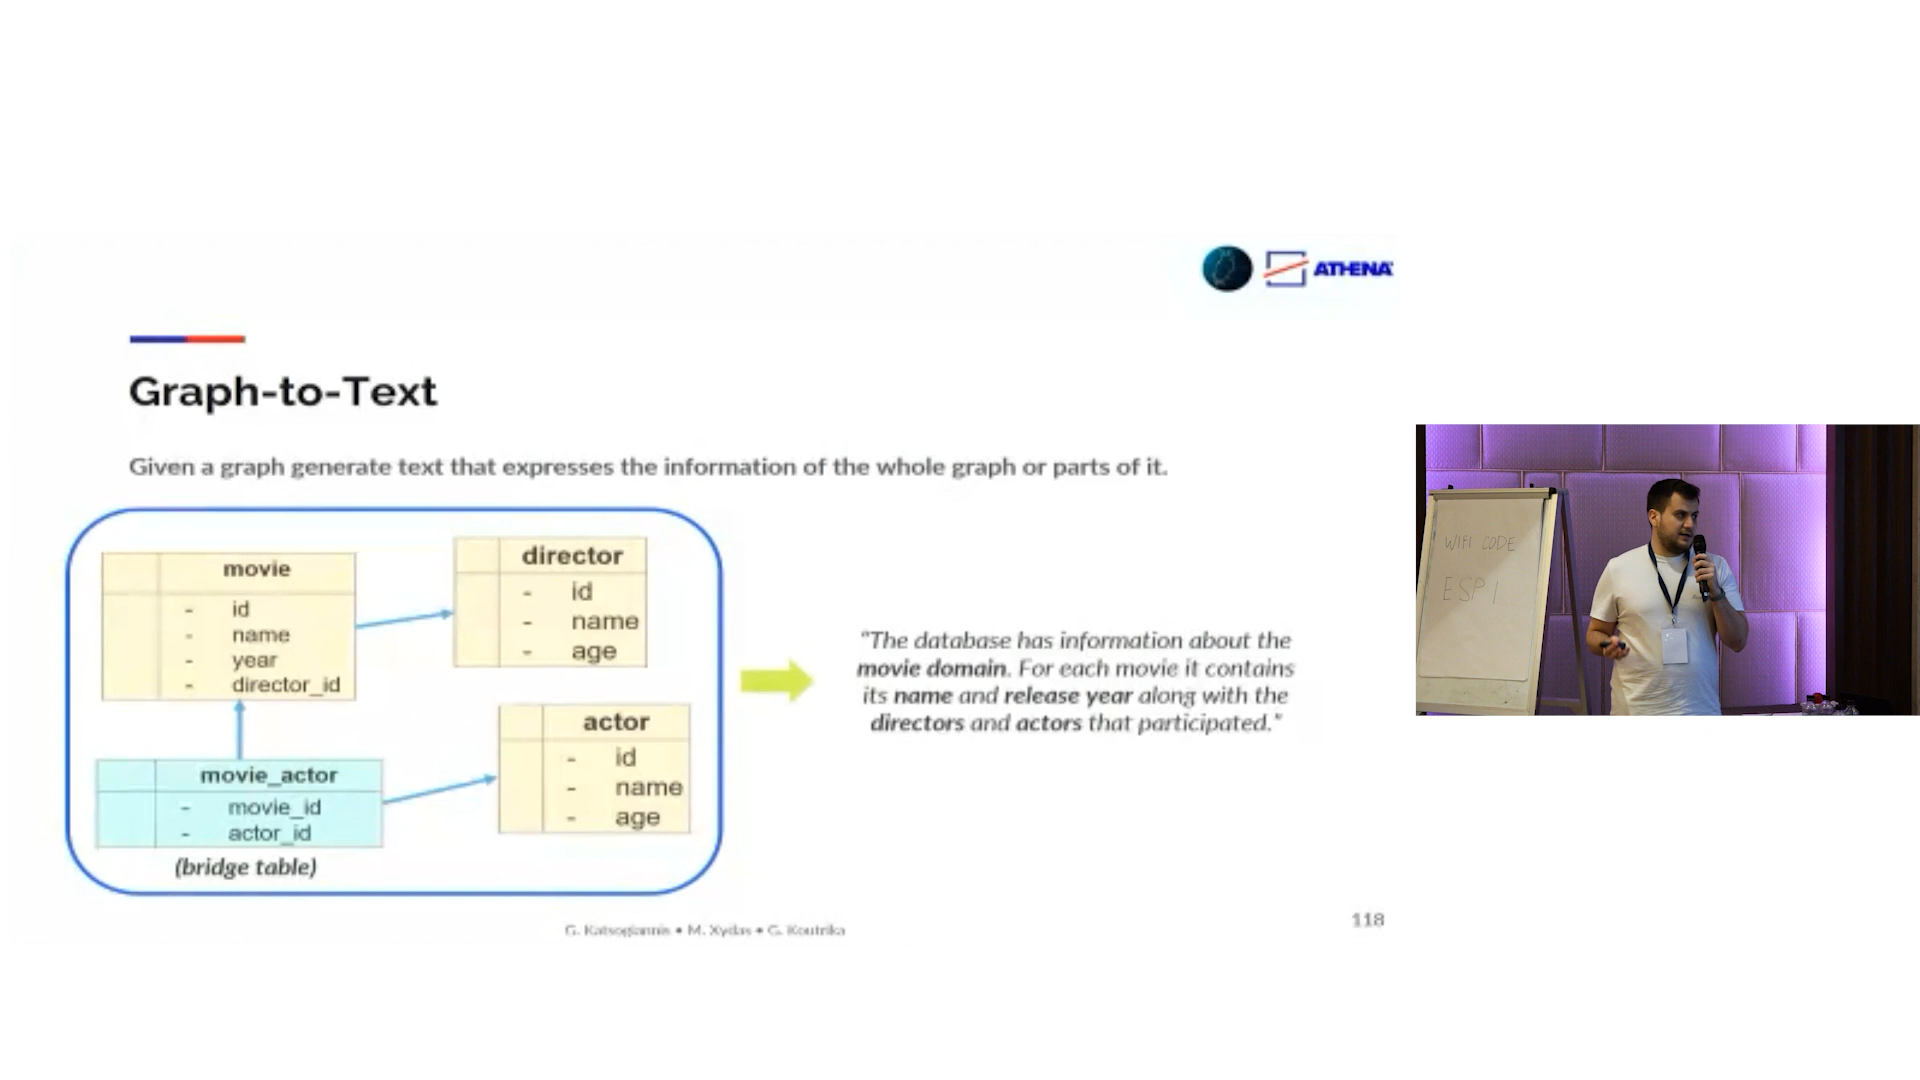 ATHENA
Graph-to-Text
Given a graph generate text that expresses the information of the whole graph or parts of it.
movie
- id
- name
- year
- director_id
director
- id
- name
- age
movie_actor
- movie_id
- actor_id
(bridge table)
actor
- id
- name
- age
"The database has information about the
movie domain. For each movie it contains
its name and release year along with the
directors and actors that participated."
G. Katsogiannis • M. Xydas • G. Koutrika
118
WIFI CODE
ESP1